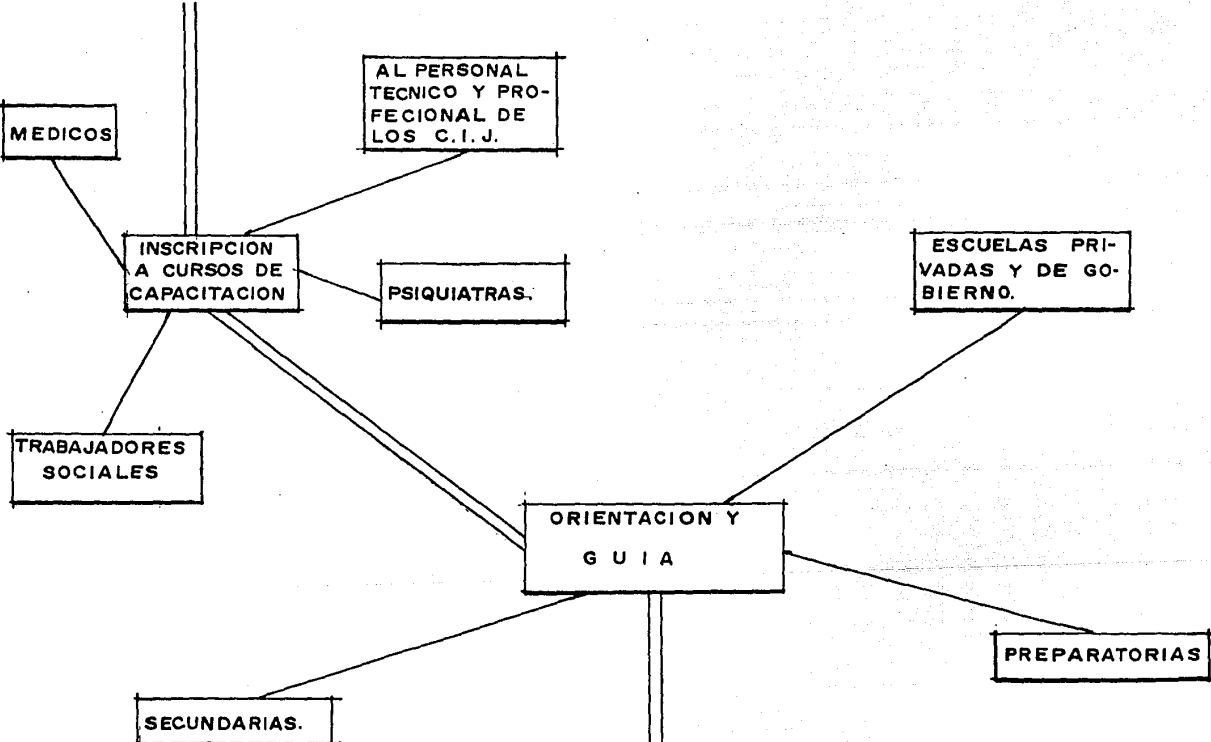 AL PERSONAL
TECNICO Y PRO-
FECIONAL DE
LOS C.I.J.
MEDICOS
INSCRIPCION
A CURSOS DE
CAPACITACION
PSIQUIATRAS.
ESCUELAS PRI-
VADAS Y DE GO-
BIERNO.
TRABAJADORES
SOCIALES
ORIENTACION Y
GUIA
PREPARATORIAS
SECUNDARIAS.